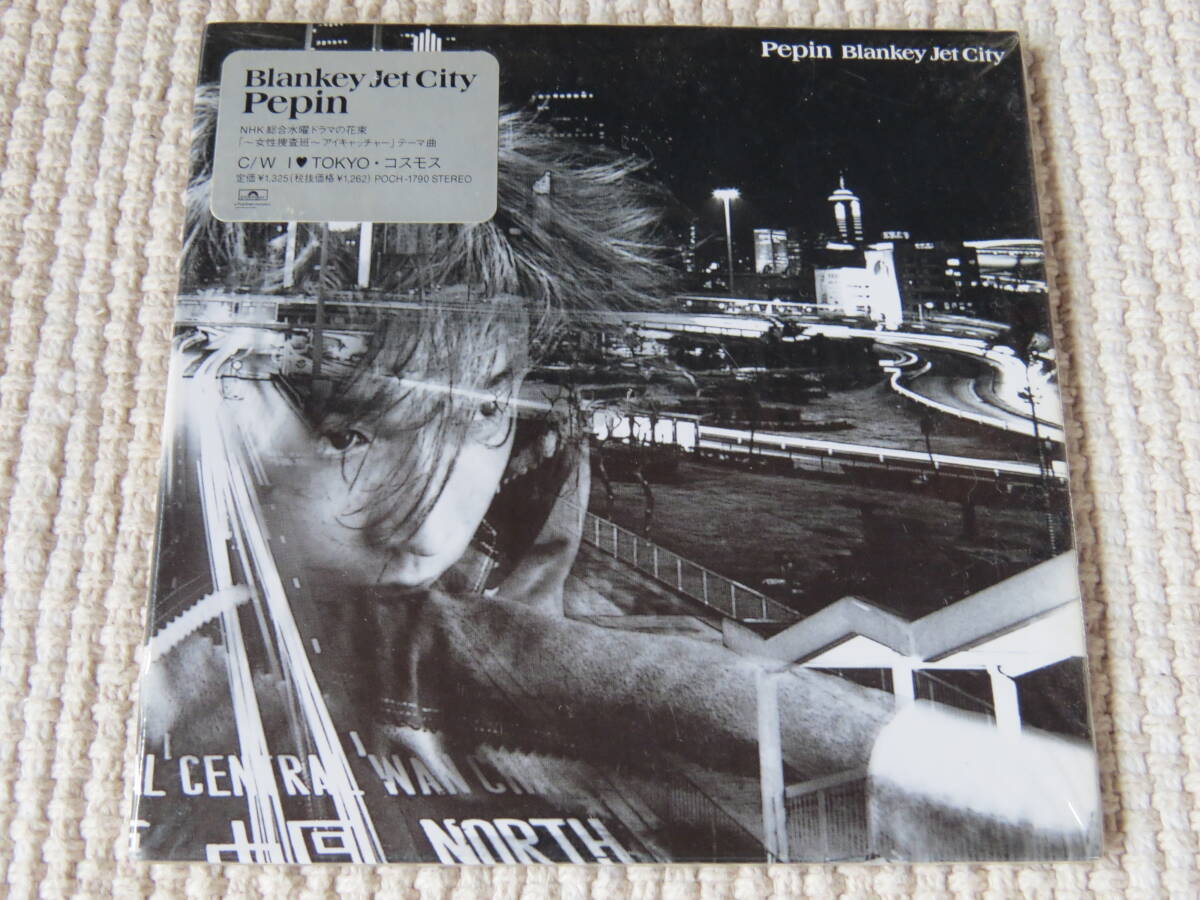 Pepin Blankey Jet City
Blankey Jet City
Pepin
NHK総合水曜ドラマの花束
「～女性捜査班～アイキャッチャー」テーマ曲
C/W I♥TOKYO・コスモス
定価¥1,325(税抜価格¥1,262) POCH-1790 STEREO
L CENTRAL WAN CH
NORTH